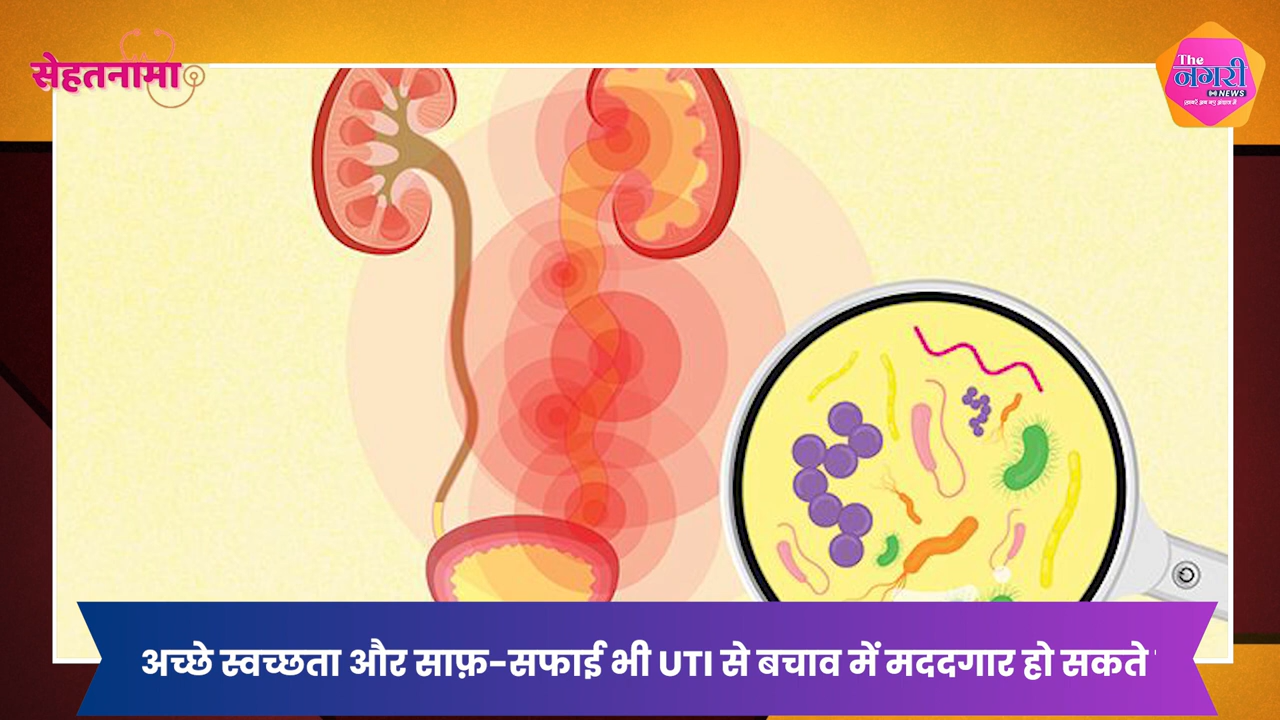 सेहतनामा
The
नगरी
NEWS
अच्छे स्वच्छता और साफ़-सफाई भी UTI से बचाव में मददगार हो सकते